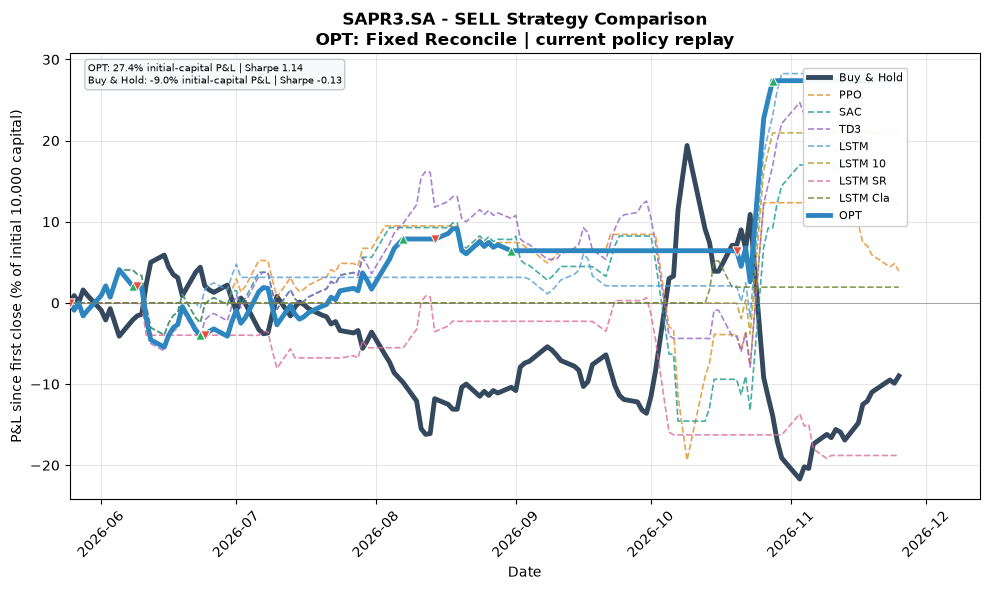 SAPR3.SA - SELL Strategy Comparison
OPT: Fixed Reconcile | current policy replay
OPT: 27.4% initial-capital P&L | Sharpe 1.14
Buy & Hold: -9.0% initial-capital P&L | Sharpe -0.13
Buy & Hold
PPO
SAC
TD3
LSTM
LSTM 10
LSTM SR
LSTM Cla
OPT
P&L since first close (% of initial 10,000 capital)
30
20
10
0
−10
−20
2026-06
2026-07
2026-08
2026-09
2026-10
2026-11
2026-12
Date